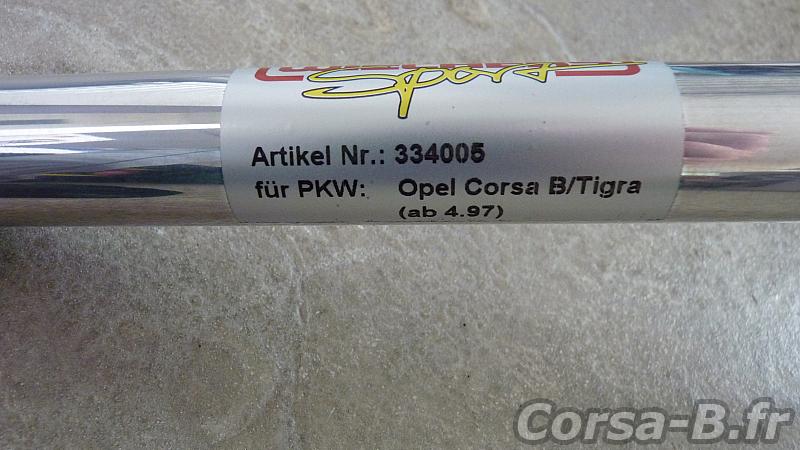 Sport
Artikel Nr.: 334005
für PKW: Opel Corsa B/Tigra
(ab 4.97)
Corsa-B.fr